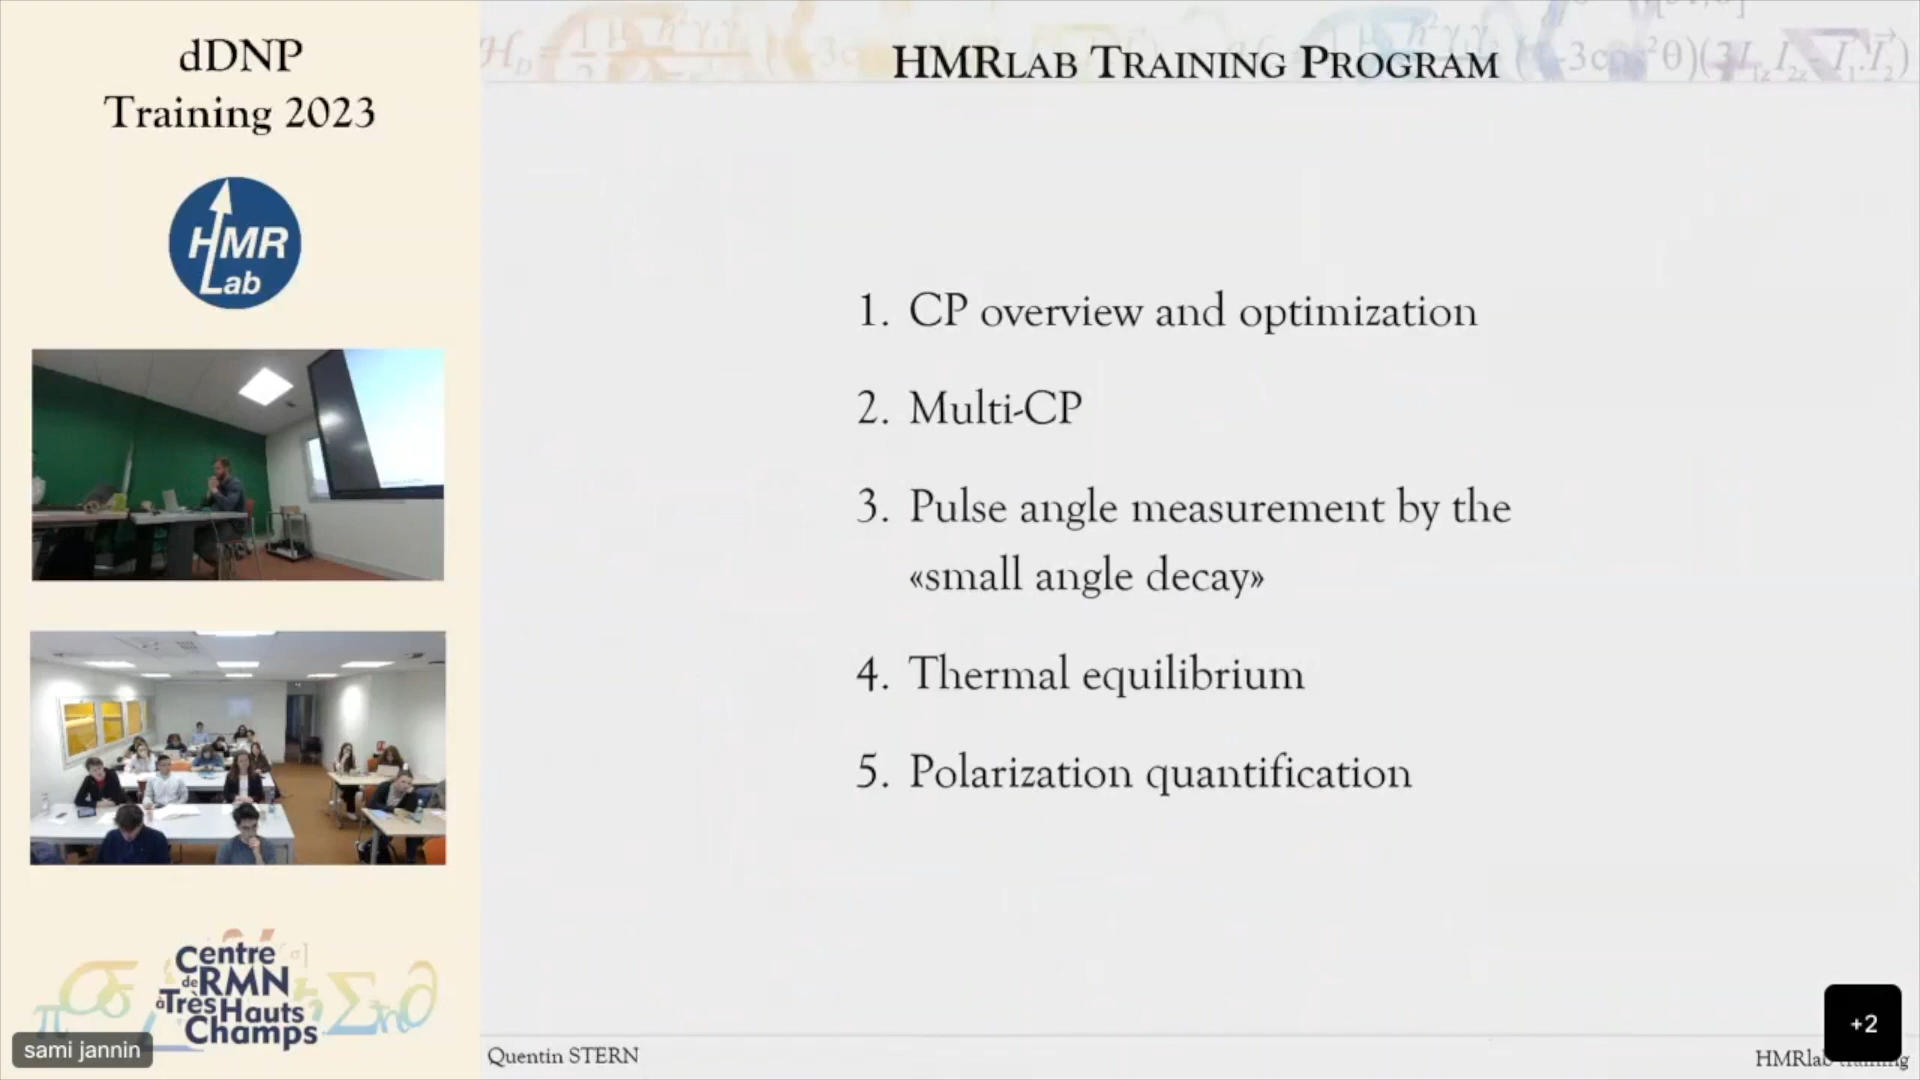 dDNP
Training 2023
HMR
Lab
Centre
de RMN
à Très Hauts
Champs
sami jannin
HMRLAB TRAINING PROGRAM
1. CP overview and optimization
2. Multi-CP
3. Pulse angle measurement by the
«small angle decay»
4. Thermal equilibrium
5. Polarization quantification
Quentin STERN
+2